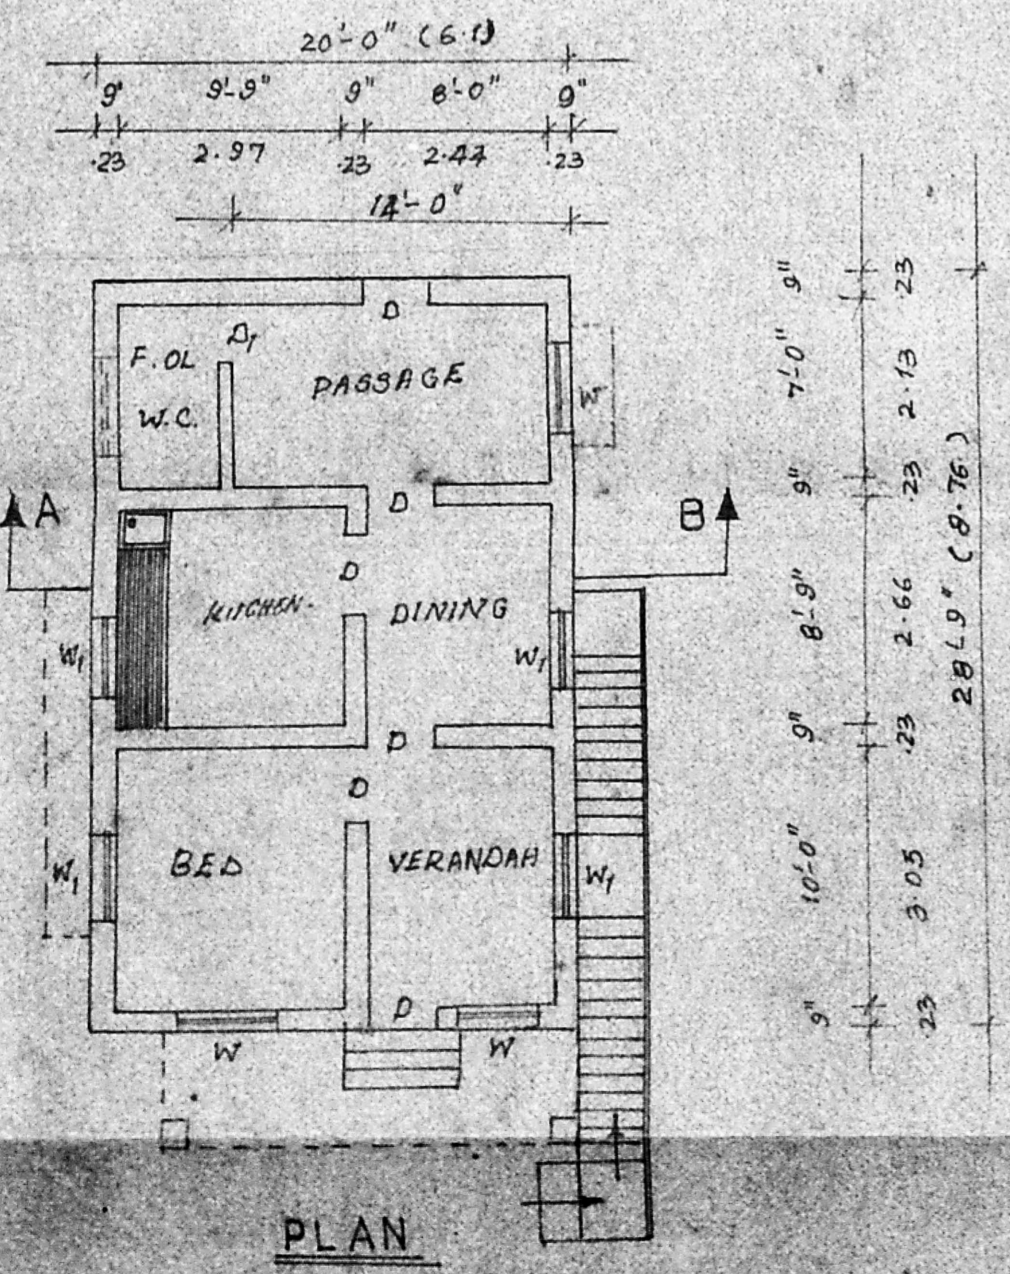 20'-0" (6.1)
9" 9'-9" 9" 8'-0" 9"
.23 2.97 .23 2.44 .23
14'-0"
D
D1
F. OL
W.C.
PASSAGE
W
9"
.23
7'-0"
2.13
9"
.23
28'-9" (8.76)
8'-9"
2.66
9"
.23
10'-0"
3.05
9"
.23
A
B
D
D
KITCHEN.
DINING
W1
W1
D
D
BED
VERANDAH
W1
W1
D
W
W
PLAN